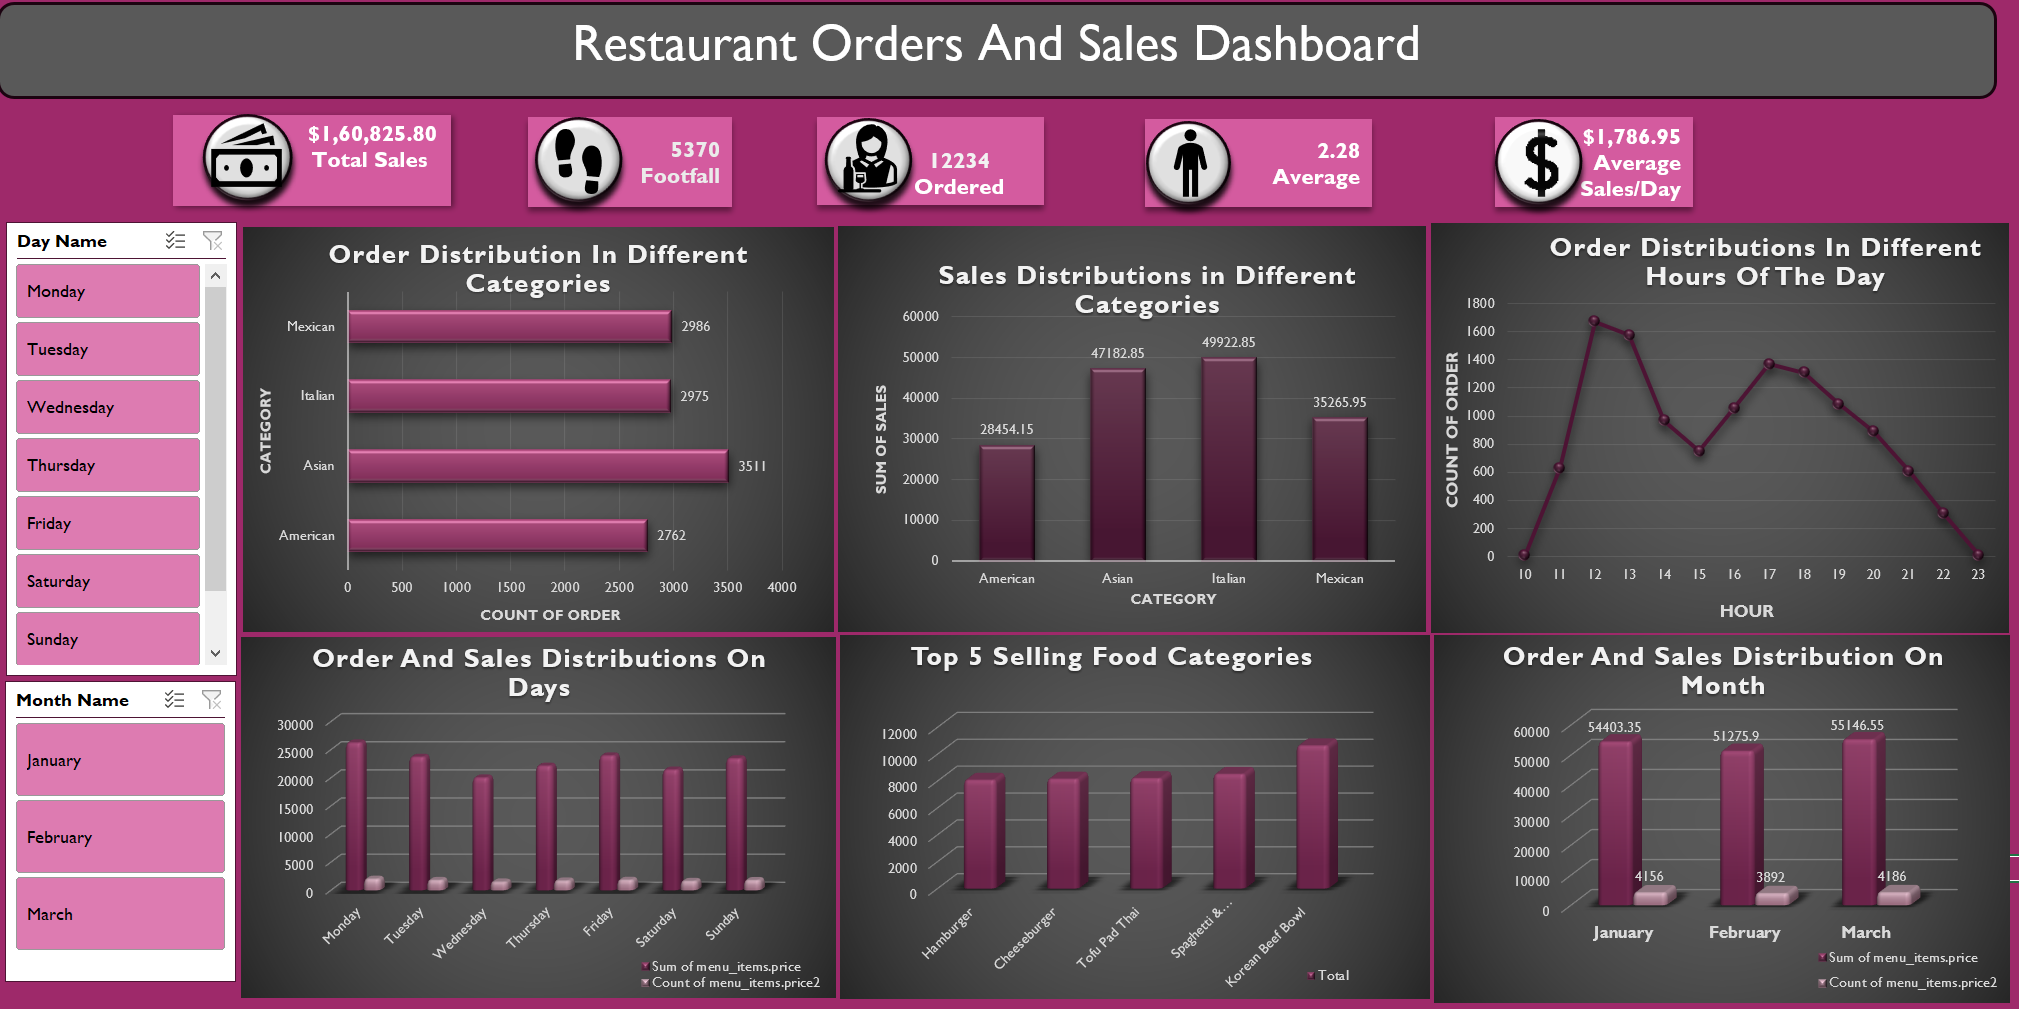 Restaurant Orders And Sales Dashboard
$1,60,825.80
Total Sales
5370
Footfall
12234
Ordered
2.28
Average
$1,786.95
Average
Sales/Day
Day Name
Monday
Tuesday
Wednesday
Thursday
Friday
Saturday
Sunday
Month Name
January
February
March
Order Distribution In Different
Categories
CATEGORY
Mexican
2986
Italian
2975
Asian
3511
American
2762
0 500 1000 1500 2000 2500 3000 3500 4000
COUNT OF ORDER
Sales Distributions in Different
Categories
SUM OF SALES
60000
50000
40000
30000
20000
10000
0
28454.15
47182.85
49922.85
35265.95
American Asian Italian Mexican
CATEGORY
Order Distributions In Different
Hours Of The Day
COUNT OF ORDER
1800
1600
1400
1200
1000
800
600
400
200
0
10 11 12 13 14 15 16 17 18 19 20 21 22 23
HOUR
Order And Sales Distributions On
Days
30000
25000
20000
15000
10000
5000
0
Monday
Tuesday
Wednesday
Thursday
Friday
Saturday
Sunday
Sum of menu_items.price
Count of menu_items.price2
Top 5 Selling Food Categories
12000
10000
8000
6000
4000
2000
0
Hamburger
Cheeseburger
Tofu Pad Thai
Spaghetti &...
Korean Beef Bowl
Total
Order And Sales Distribution On
Month
60000
50000
40000
30000
20000
10000
0
54403.35
51275.9
55146.55
4156
3892
4186
January February March
Sum of menu_items.price
Count of menu_items.price2